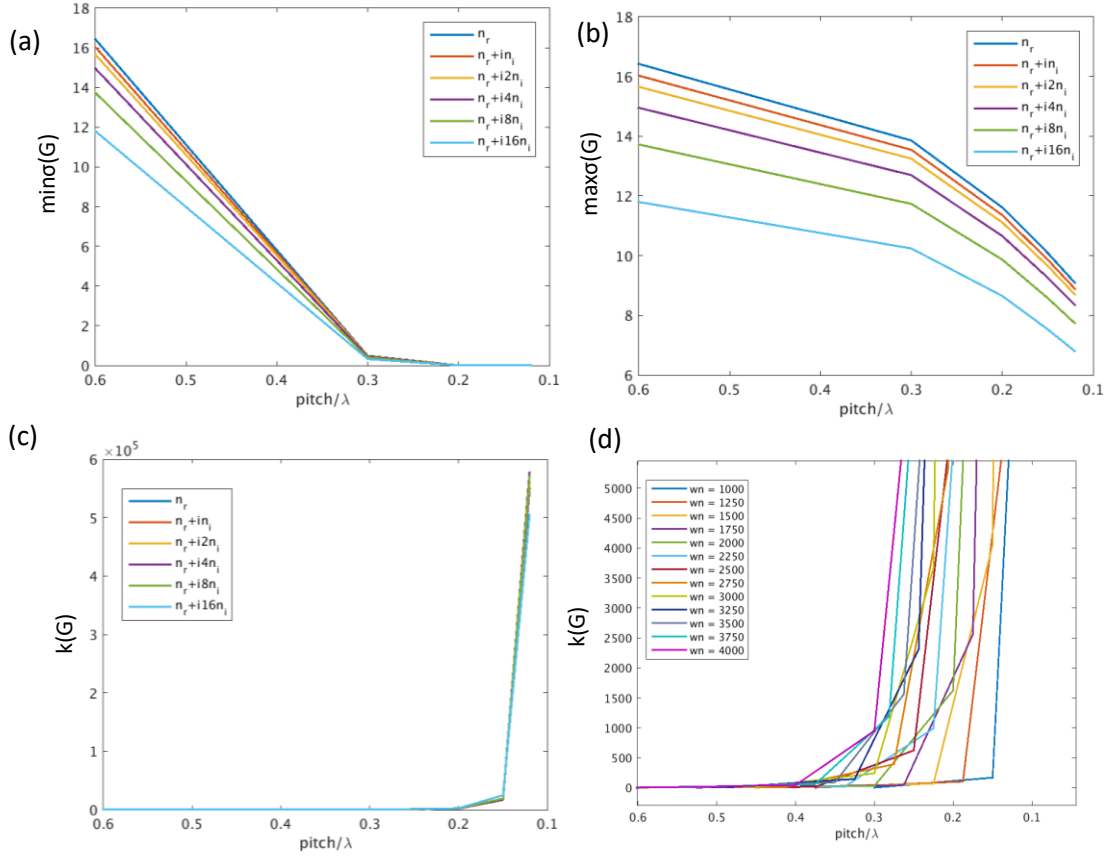 (a)
minσ(G)
18
16
14
12
10
8
6
4
2
0
0.6 0.5 0.4 0.3 0.2 0.1
pitch/λ
n_r
n_r+in_i
n_r+i2n_i
n_r+i4n_i
n_r+i8n_i
n_r+i16n_i
(b)
maxσ(G)
18
16
14
12
10
8
6
0.6 0.5 0.4 0.3 0.2 0.1
pitch/λ
n_r
n_r+in_i
n_r+i2n_i
n_r+i4n_i
n_r+i8n_i
n_r+i16n_i
(c)
×10^5
k(G)
6
5
4
3
2
1
0
0.6 0.5 0.4 0.3 0.2 0.1
pitch/λ
n_r
n_r+in_i
n_r+i2n_i
n_r+i4n_i
n_r+i8n_i
n_r+i16n_i
(d)
k(G)
5000
4500
4000
3500
3000
2500
2000
1500
1000
500
0
0.6 0.5 0.4 0.3 0.2 0.1
pitch/λ
wn = 1000
wn = 1250
wn = 1500
wn = 1750
wn = 2000
wn = 2250
wn = 2500
wn = 2750
wn = 3000
wn = 3250
wn = 3500
wn = 3750
wn = 4000